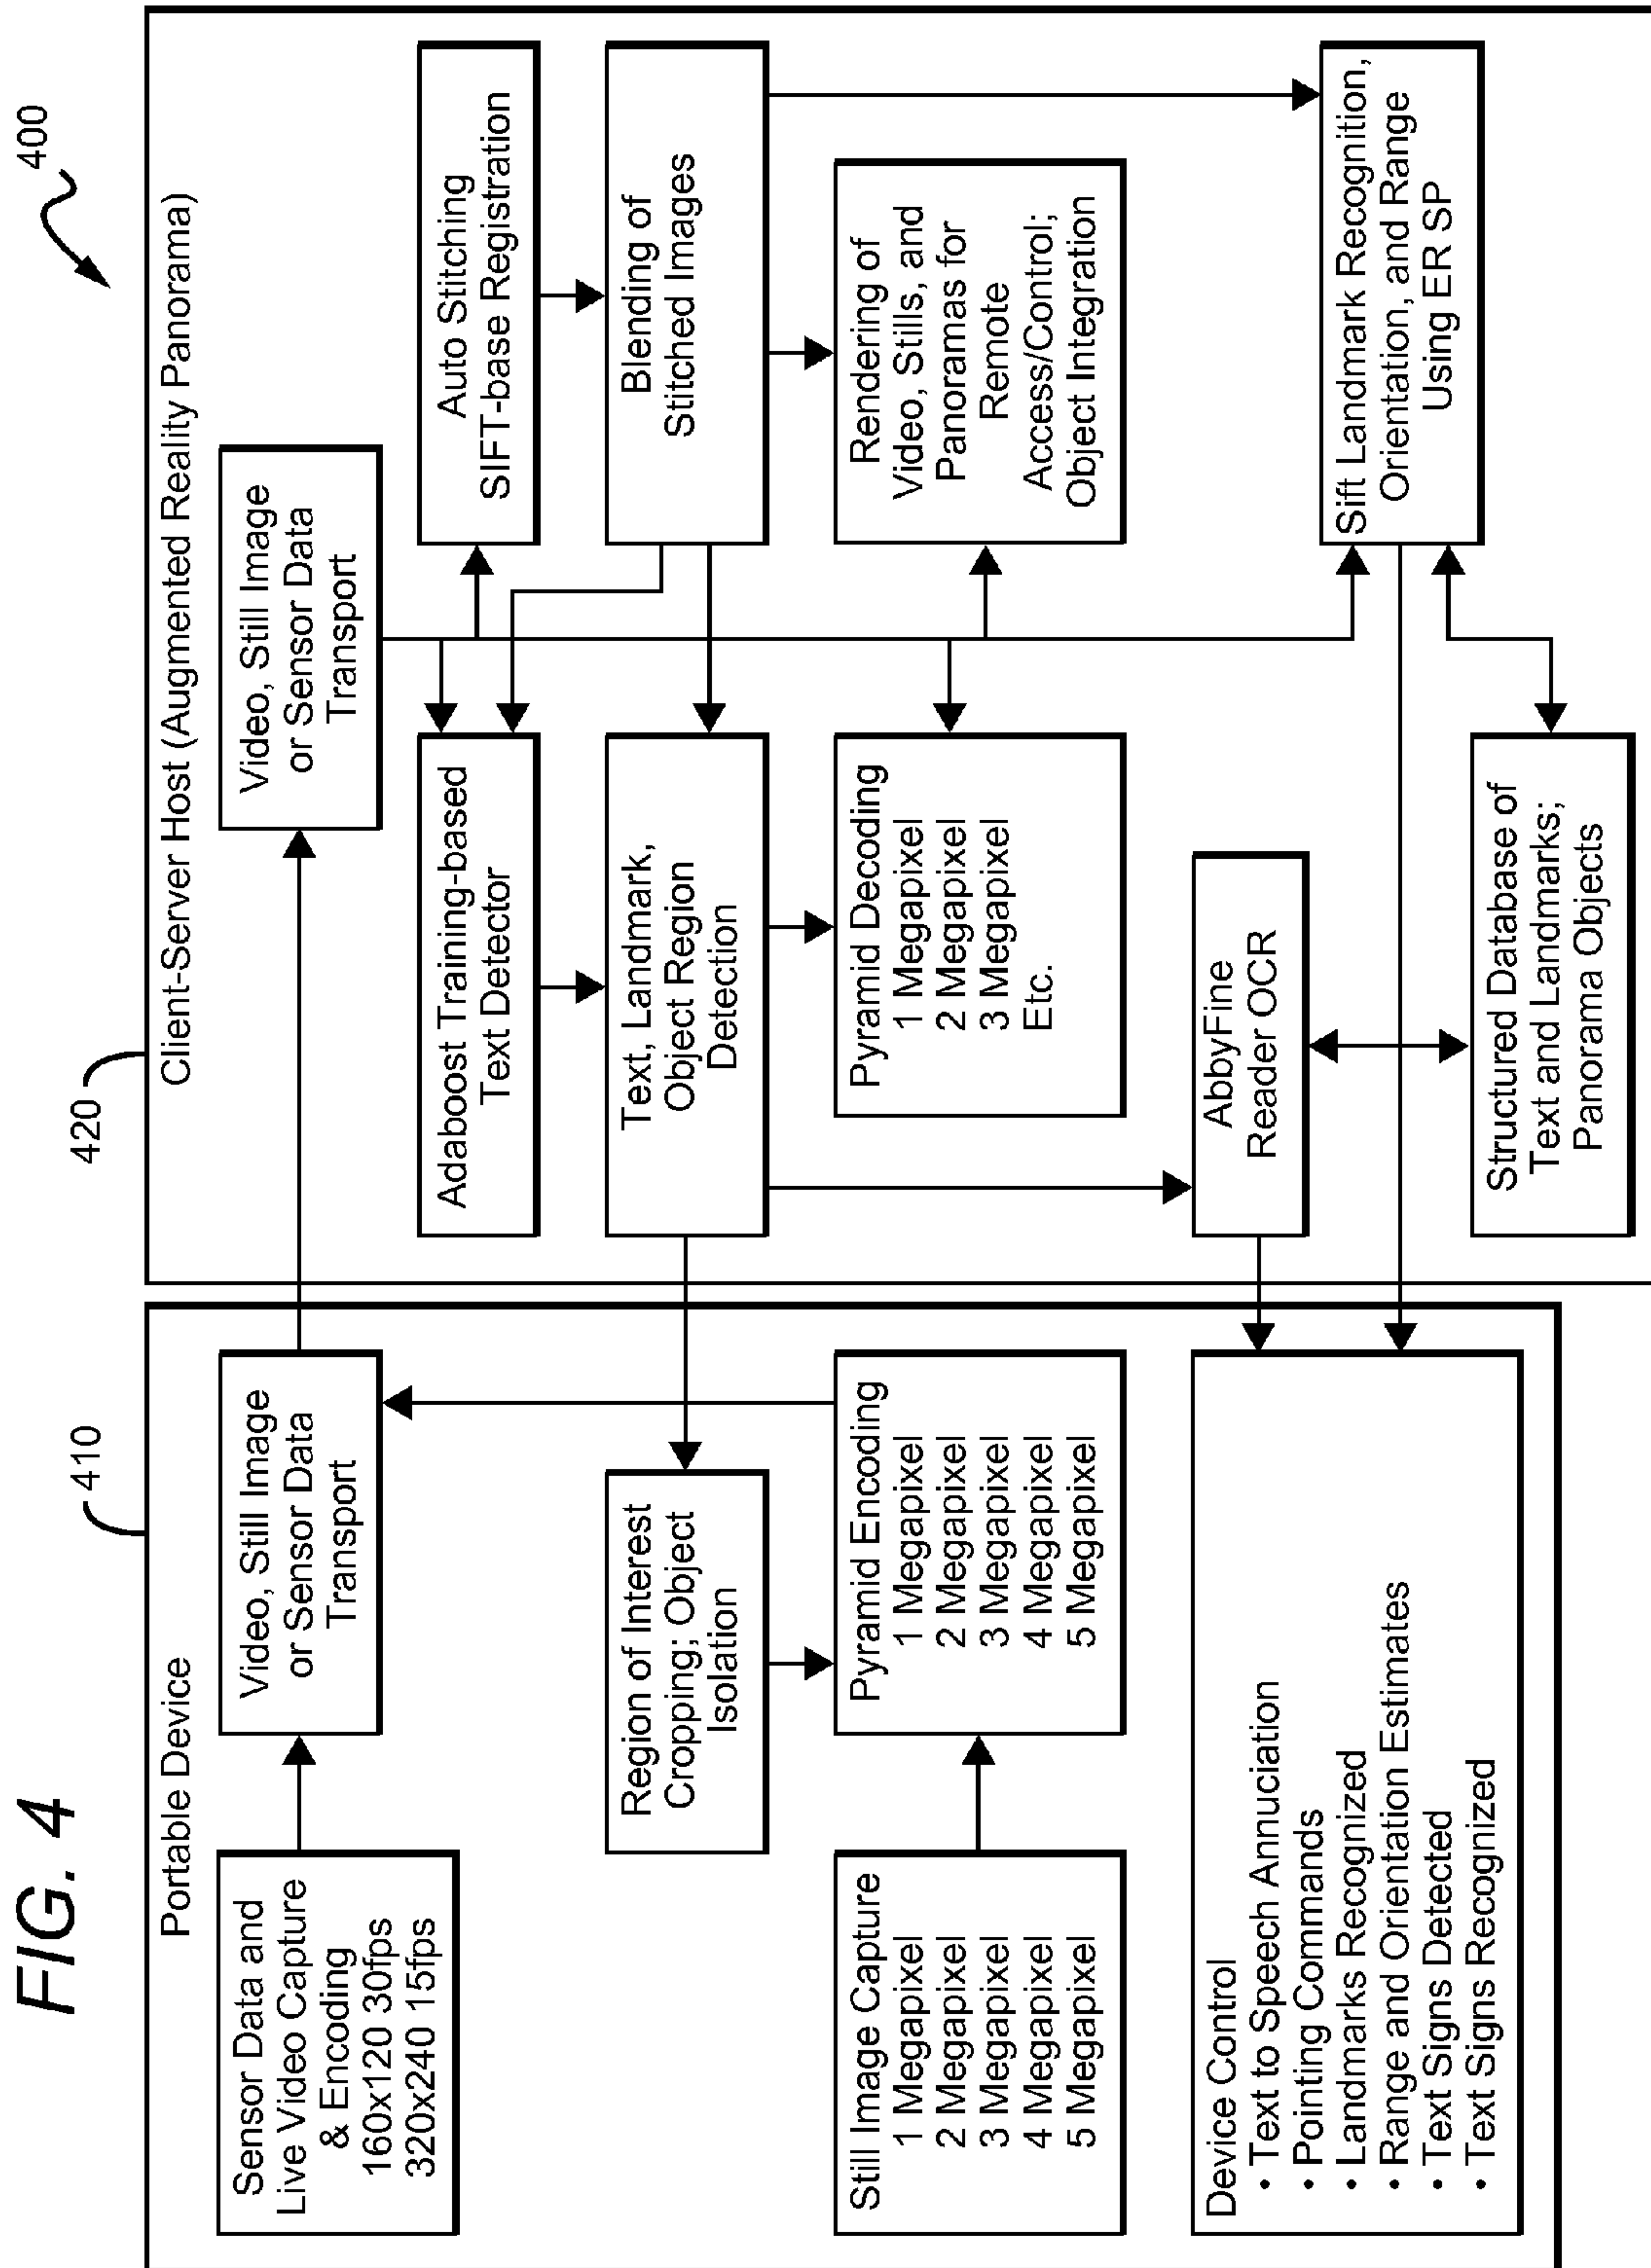 FIG. 4
400
410
Portable Device
Sensor Data and
Live Video Capture
& Encoding
160x120 30fps
320x240 15fps
Video, Still Image
or Sensor Data
Transport
Region of Interest
Cropping; Object
Isolation
Still Image Capture
1 Megapixel
2 Megapixel
3 Megapixel
4 Megapixel
5 Megapixel
Pyramid Encoding
1 Megapixel
2 Megapixel
3 Megapixel
4 Megapixel
5 Megapixel
Device Control
• Text to Speech Annuciation
• Pointing Commands
• Landmarks Recognized
• Range and Orientation Estimates
• Text Signs Detected
• Text Signs Recognized
420
Client-Server Host (Augmented Reality Panorama)
Video, Still Image
or Sensor Data
Transport
Adaboost Training-based
Text Detector
Auto Stitching
SIFT-base Registration
Text, Landmark,
Object Region
Detection
Blending of
Stitched Images
Pyramid Decoding
1 Megapixel
2 Megapixel
3 Megapixel
Etc.
Rendering of
Video, Stills, and
Panoramas for
Remote
Access/Control;
Object Integration
AbbyFine
Reader OCR
Sift Landmark Recognition,
Orientation, and Range
Using ER SP
Structured Database of
Text and Landmarks;
Panorama Objects